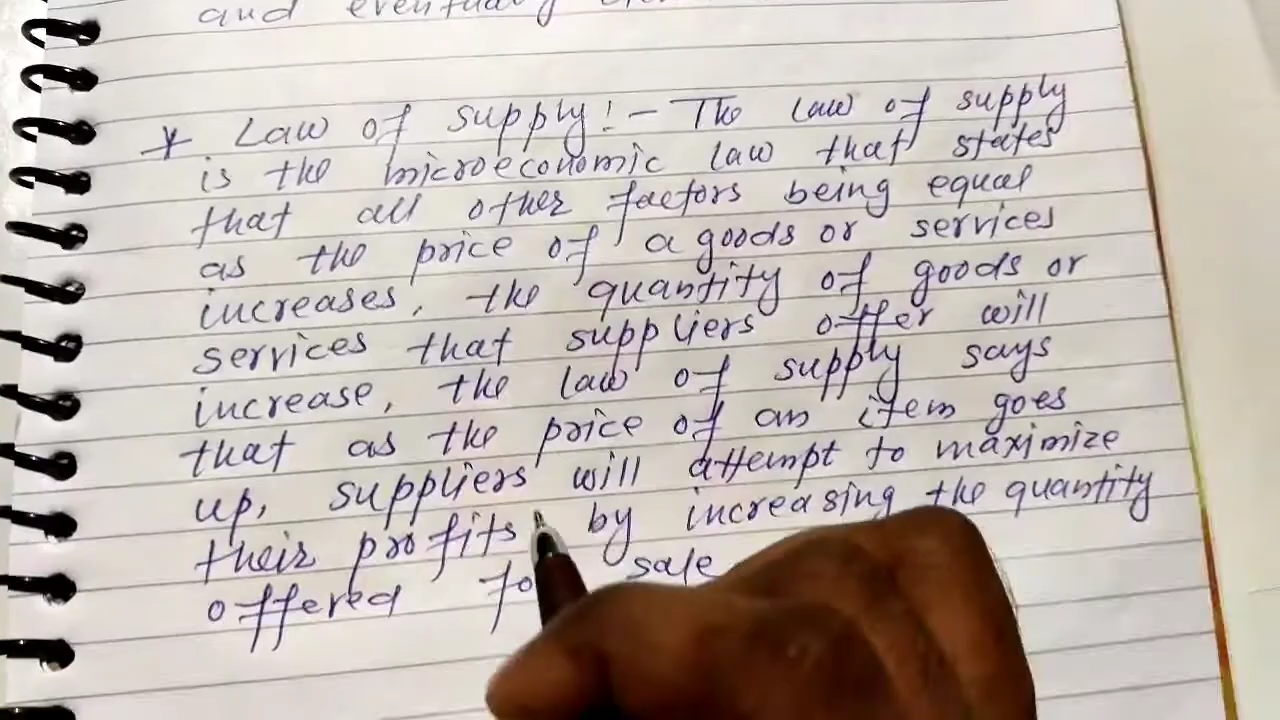 and eventually
* Law of supply:- The law of supply
is the microeconomic law that states
that all other factors being equal
as the price of a goods or services
increases, the quantity of goods or
services that suppliers offer will
increase, the law of supply says
that as the price of an item goes
up, suppliers will attempt to maximize
their profits by increasing the quantity
offered sale